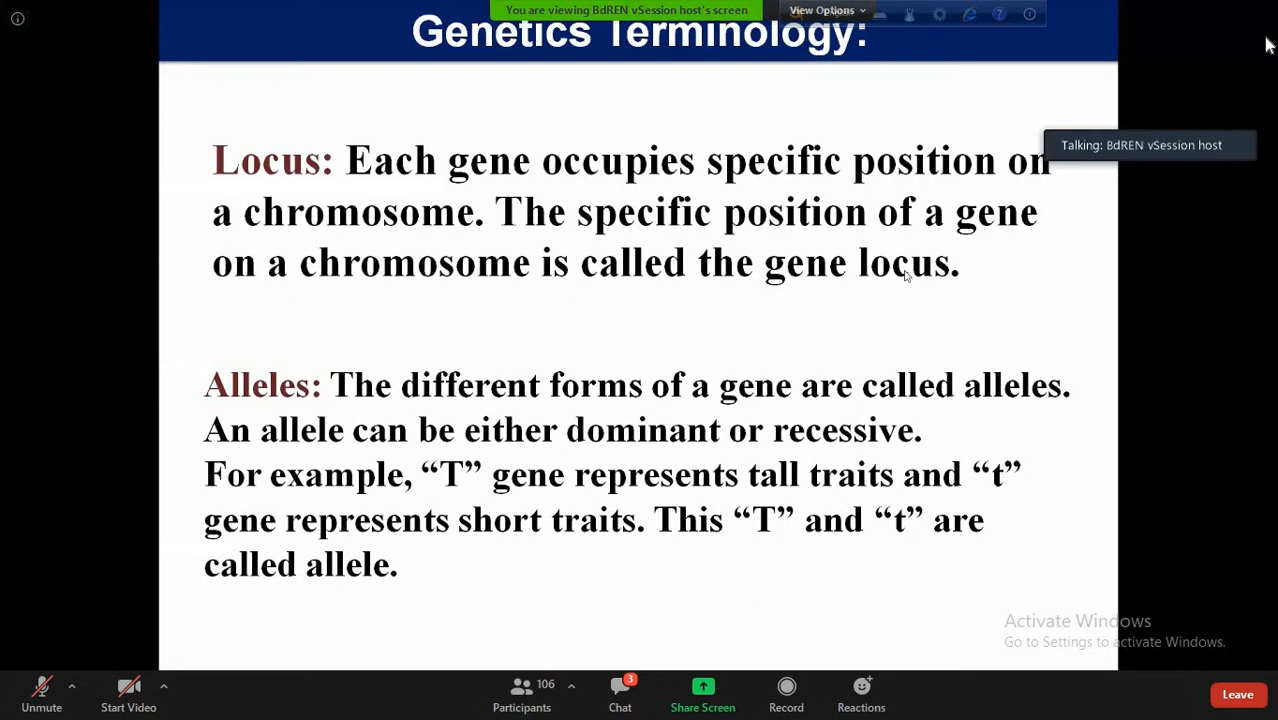 You are viewing BdREN vSession host's screen
View Options
Genetics Terminology:
Talking: BdREN vSession host
Locus: Each gene occupies specific position on
a chromosome. The specific position of a gene
on a chromosome is called the gene locus.
Alleles: The different forms of a gene are called alleles.
An allele can be either dominant or recessive.
For example, “T” gene represents tall traits and “t”
gene represents short traits. This “T” and “t” are
called allele.
Activate Windows
Go to Settings to activate Windows.
Unmute
Start Video
106
Participants
3
Chat
Share Screen
Record
Reactions
Leave